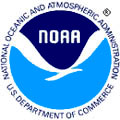 NATIONAL OCEANIC AND ATMOSPHERIC ADMINISTRATION
NOAA
U.S. DEPARTMENT OF COMMERCE
®